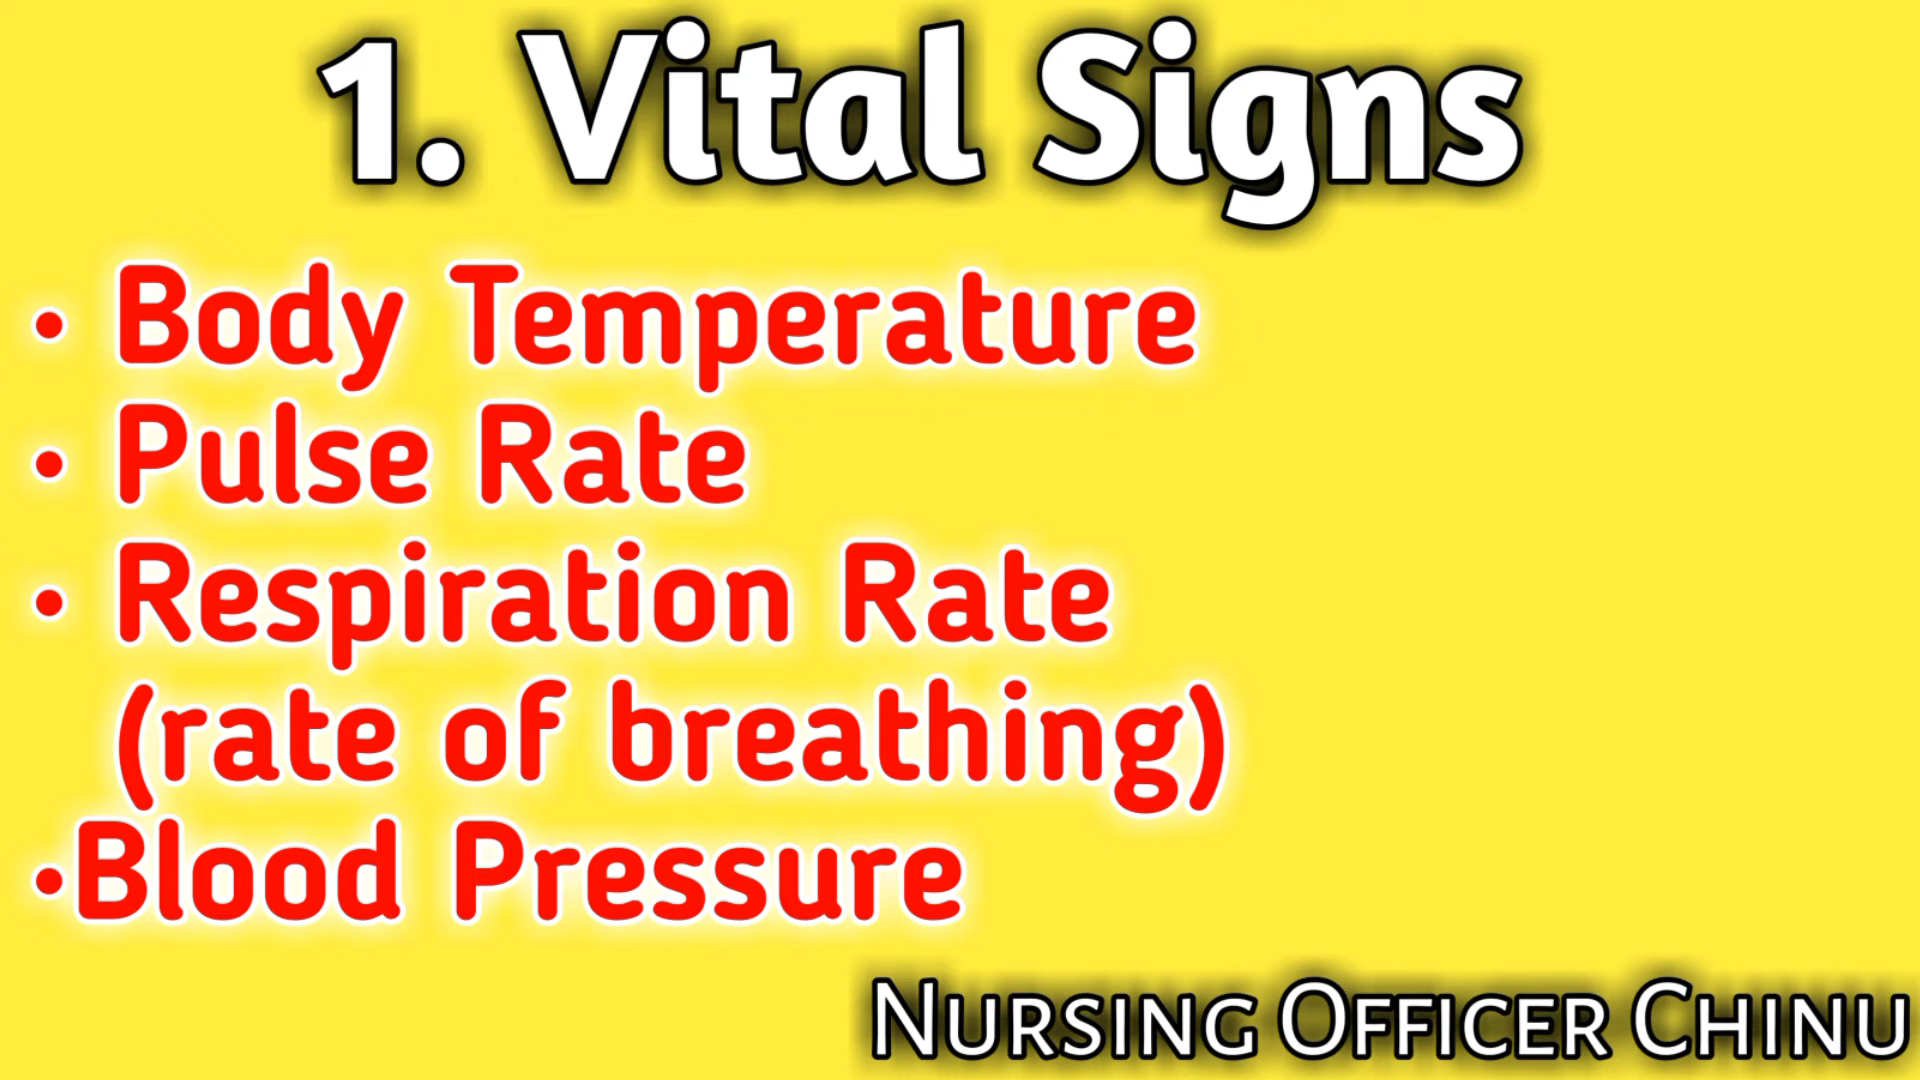 1. Vital Signs
• Body Temperature
• Pulse Rate
• Respiration Rate
(rate of breathing)
•Blood Pressure
NURSING OFFICER CHINU